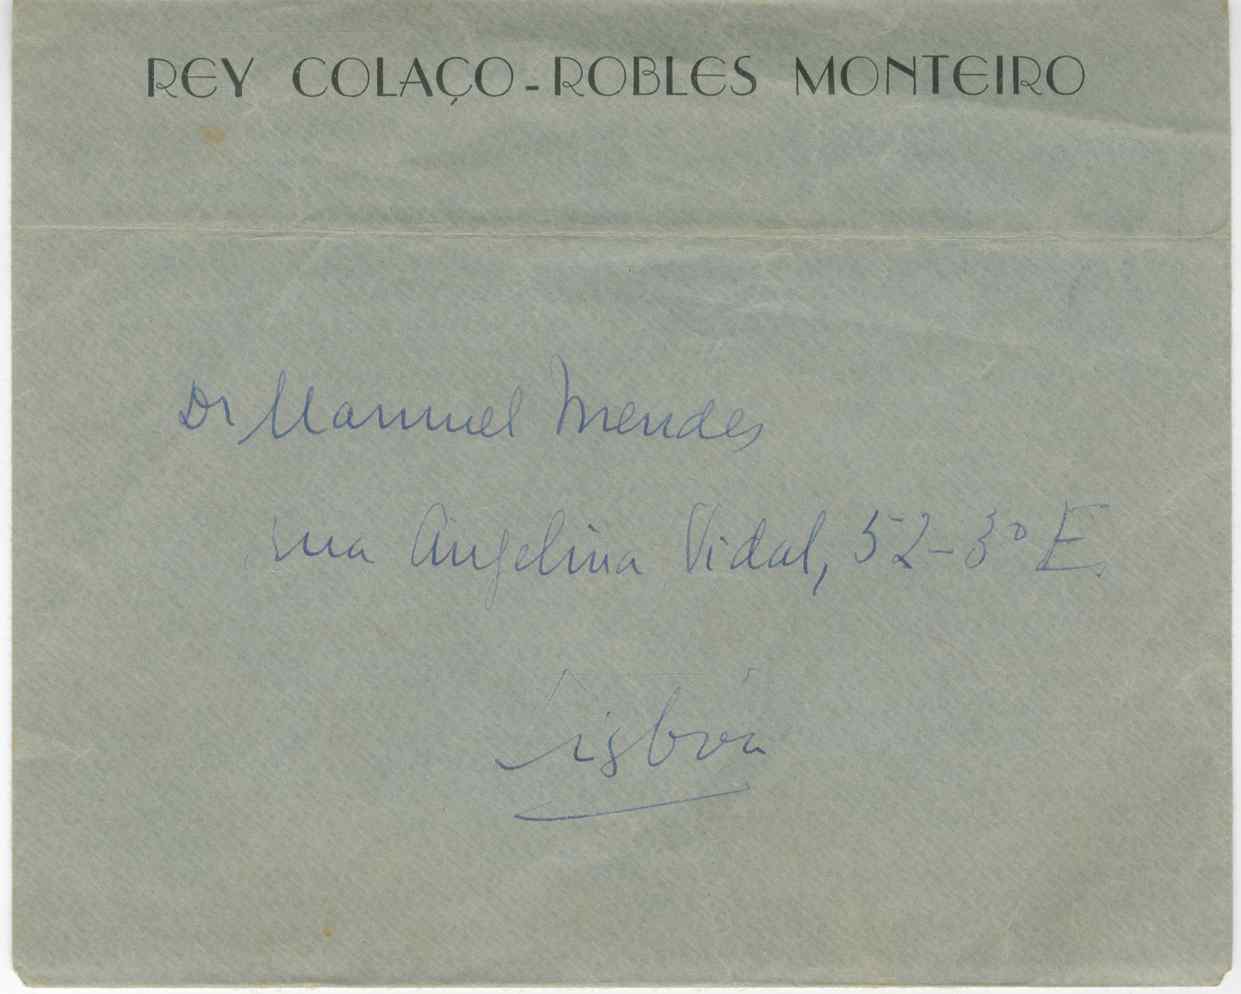 REY COLAÇO-ROBLES MONTEIRO
Dr Manuel Mendes
rua Angelina Vidal, 52-3º E.
Lisboa